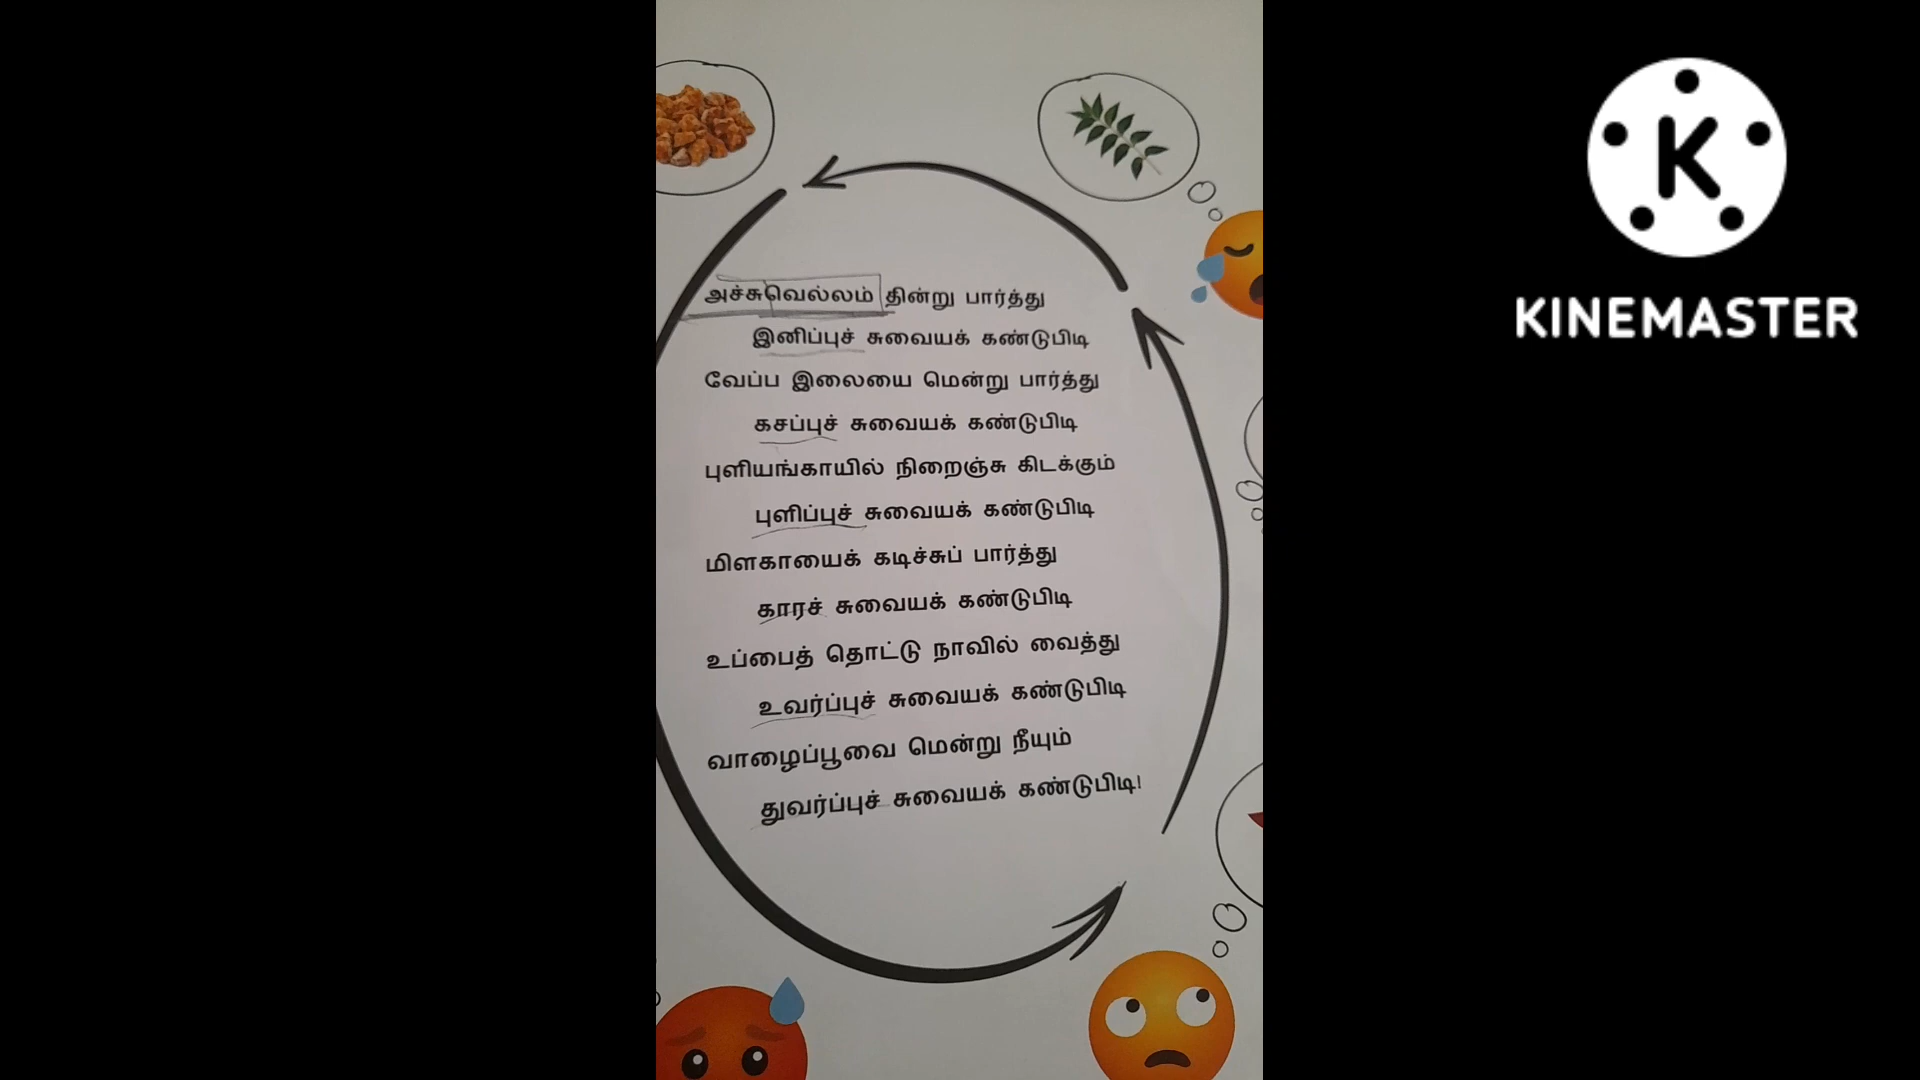 அச்சுவெல்லம் தின்று பார்த்து
இனிப்புச் சுவையக் கண்டுபிடி
வேப்ப இலையை மென்று பார்த்து
கசப்புச் சுவையக் கண்டுபிடி
புளியங்காயில் நிறைஞ்சு கிடக்கும்
புளிப்புச் சுவையக் கண்டுபிடி
மிளகாயைக் கடிச்சுப் பார்த்து
காரச் சுவையக் கண்டுபிடி
உப்பைத் தொட்டு நாவில் வைத்து
உவர்ப்புச் சுவையக் கண்டுபிடி
வாழைப்பூவை மென்று நீயும்
துவர்ப்புச் சுவையக் கண்டுபிடி!
K
KINEMASTER